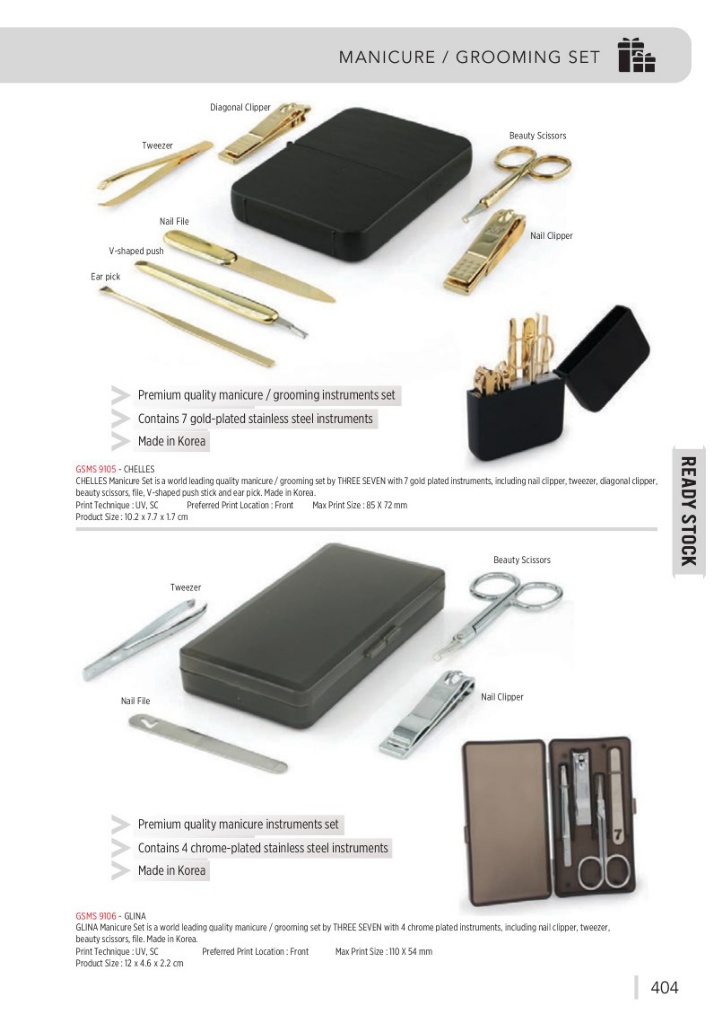 MANICURE / GROOMING SET
Diagonal Clipper
Beauty Scissors
Tweezer
Nail File
Nail Clipper
V-shaped push
Ear pick
Premium quality manicure / grooming instruments set
Contains 7 gold-plated stainless steel instruments
Made in Korea
READY STOCK
GSMS 9105 - CHELLES
CHELLES Manicure Set is a world leading quality manicure / grooming set by THREE SEVEN with 7 gold plated instruments, including nail clipper, tweezer, diagonal clipper,
beauty scissors, file, V-shaped push stick and ear pick. Made in Korea.
Print Technique : UV, SC Preferred Print Location : Front Max Print Size : 85 X 72 mm
Product Size : 10.2 x 7.7 x 1.7 cm
Beauty Scissors
Tweezer
Nail Clipper
Nail File
7
Premium quality manicure instruments set
Contains 4 chrome-plated stainless steel instruments
Made in Korea
GSMS 9106 - GLINA
GLINA Manicure Set is a world leading quality manicure / grooming set by THREE SEVEN with 4 chrome plated instruments, including nail clipper, tweezer,
beauty scissors, file. Made in Korea.
Print Technique : UV, SC Preferred Print Location : Front Max Print Size : 110 X 54 mm
Product Size : 12 x 4.6 x 2.2 cm
404